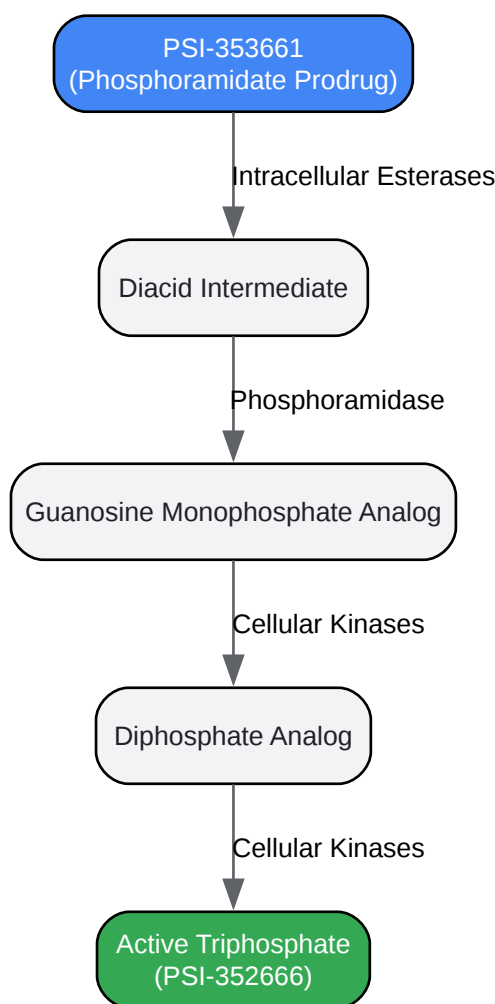 PSI-353661
(Phosphoramidate Prodrug)
Intracellular Esterases
Diacid Intermediate
Phosphoramidase
Guanosine Monophosphate Analog
Cellular Kinases
Diphosphate Analog
Cellular Kinases
Active Triphosphate
(PSI-352666)